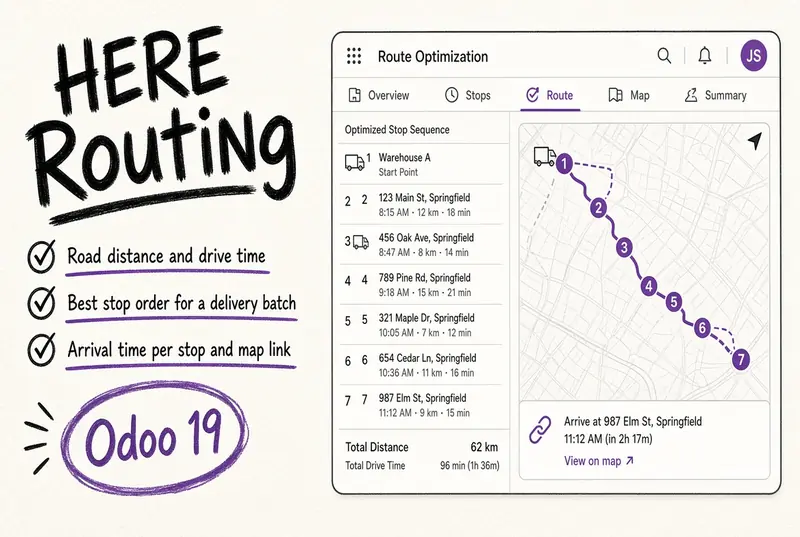 HERE
Routing
Road distance and drive time
Best stop order for a delivery batch
Arrival time per stop and map link
Odoo 19
Route Optimization
JS
Overview
Stops
Route
Map
Summary
Optimized Stop Sequence
1 Warehouse A
Start Point
2 2 123 Main St, Springfield
8:15 AM · 12 km · 18 min
3 456 Oak Ave, Springfield
8:47 AM · 8 km · 14 min
4 4 789 Pine Rd, Springfield
9:18 AM · 15 km · 21 min
5 5 321 Maple Dr, Springfield
10:05 AM · 7 km · 12 min
6 6 654 Cedar Ln, Springfield
10:36 AM · 11 km · 16 min
7 7 987 Elm St, Springfield
11:12 AM · 9 km · 15 min
Total Distance 62 km
Total Drive Time 96 min (1h 36m)
1
2
3
4
5
6
7
Arrive at 987 Elm St, Springfield
11:12 AM (in 2h 17m)
View on map